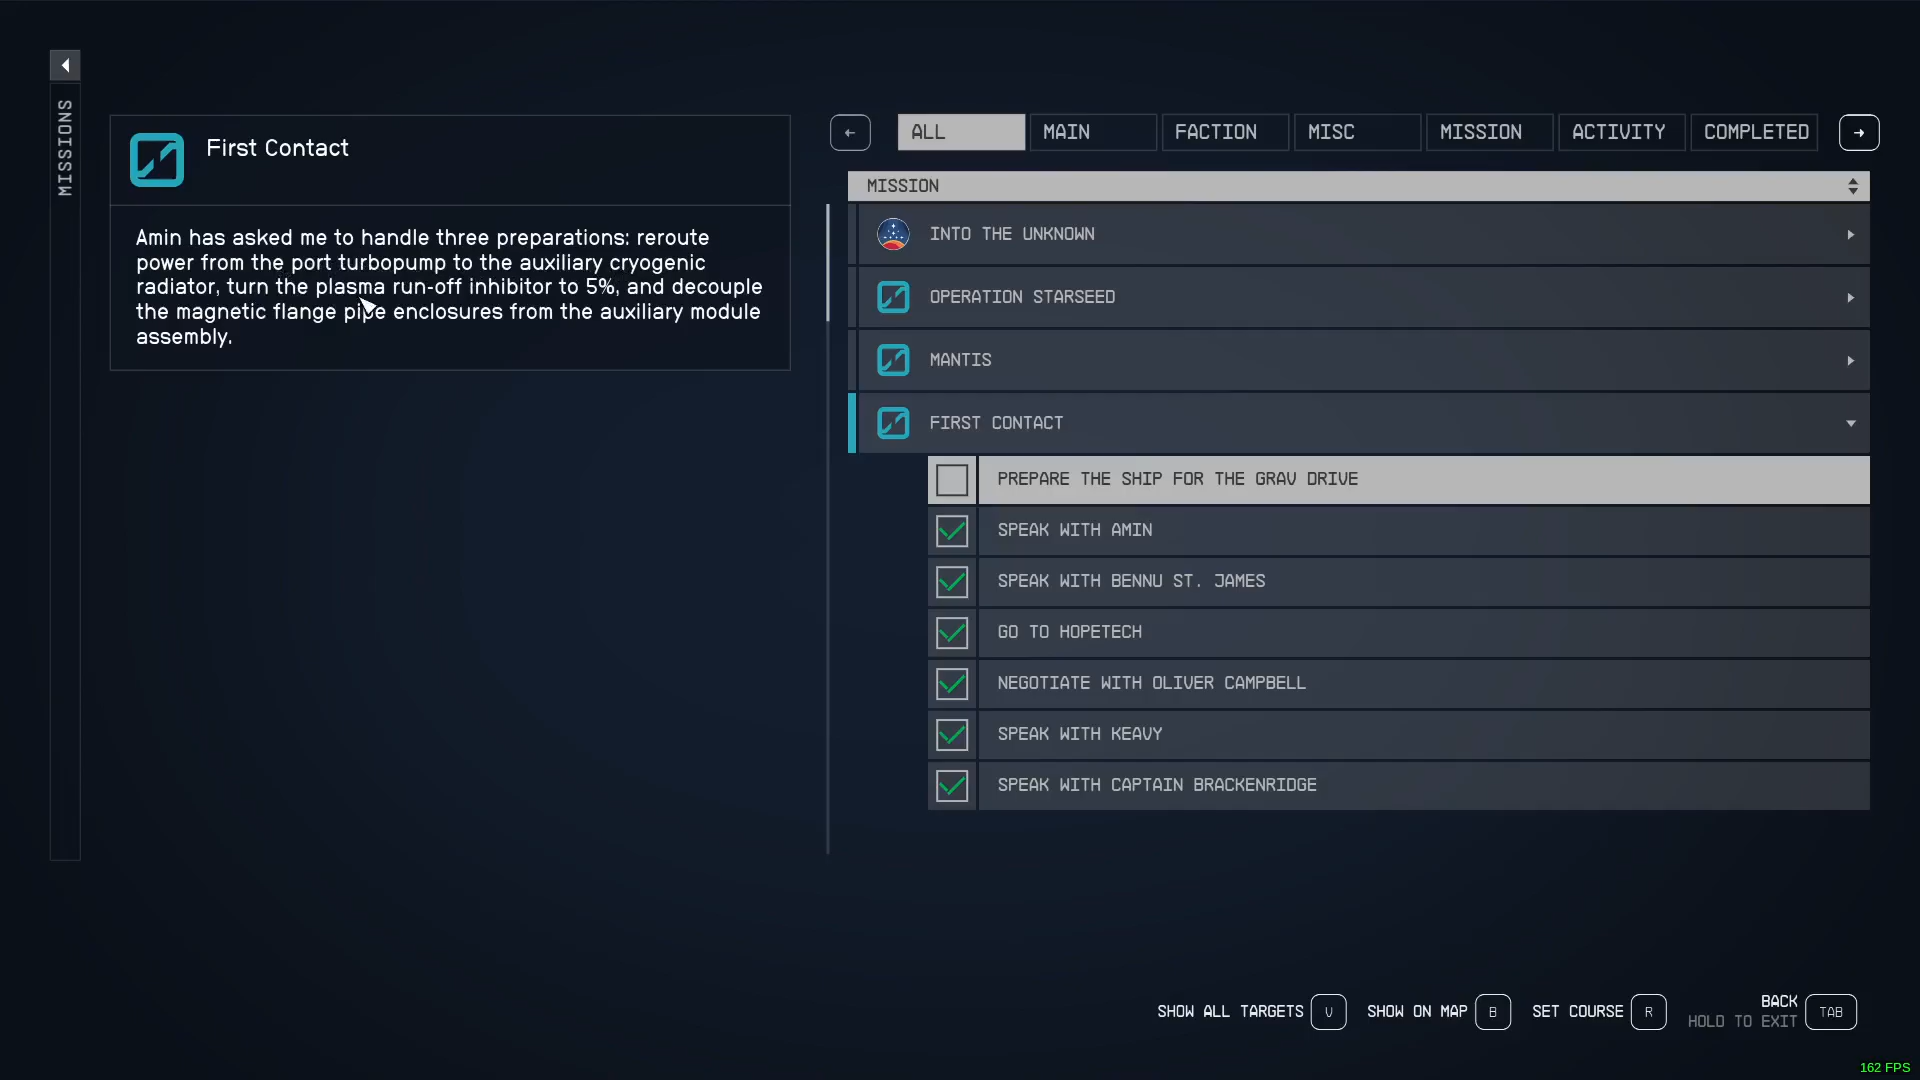 MISSIONS
First Contact
Amin has asked me to handle three preparations: reroute
power from the port turbopump to the auxiliary cryogenic
radiator, turn the plasma run-off inhibitor to 5%, and decouple
the magnetic flange pipe enclosures from the auxiliary module
assembly.
ALL MAIN FACTION MISC MISSION ACTIVITY COMPLETED
MISSION
INTO THE UNKNOWN
OPERATION STARSEED
MANTIS
FIRST CONTACT
PREPARE THE SHIP FOR THE GRAV DRIVE
SPEAK WITH AMIN
SPEAK WITH BENNU ST. JAMES
GO TO HOPETECH
NEGOTIATE WITH OLIVER CAMPBELL
SPEAK WITH KEAVY
SPEAK WITH CAPTAIN BRACKENRIDGE
SHOW ALL TARGETS V SHOW ON MAP B SET COURSE R BACK TAB
HOLD TO EXIT
162 FPS